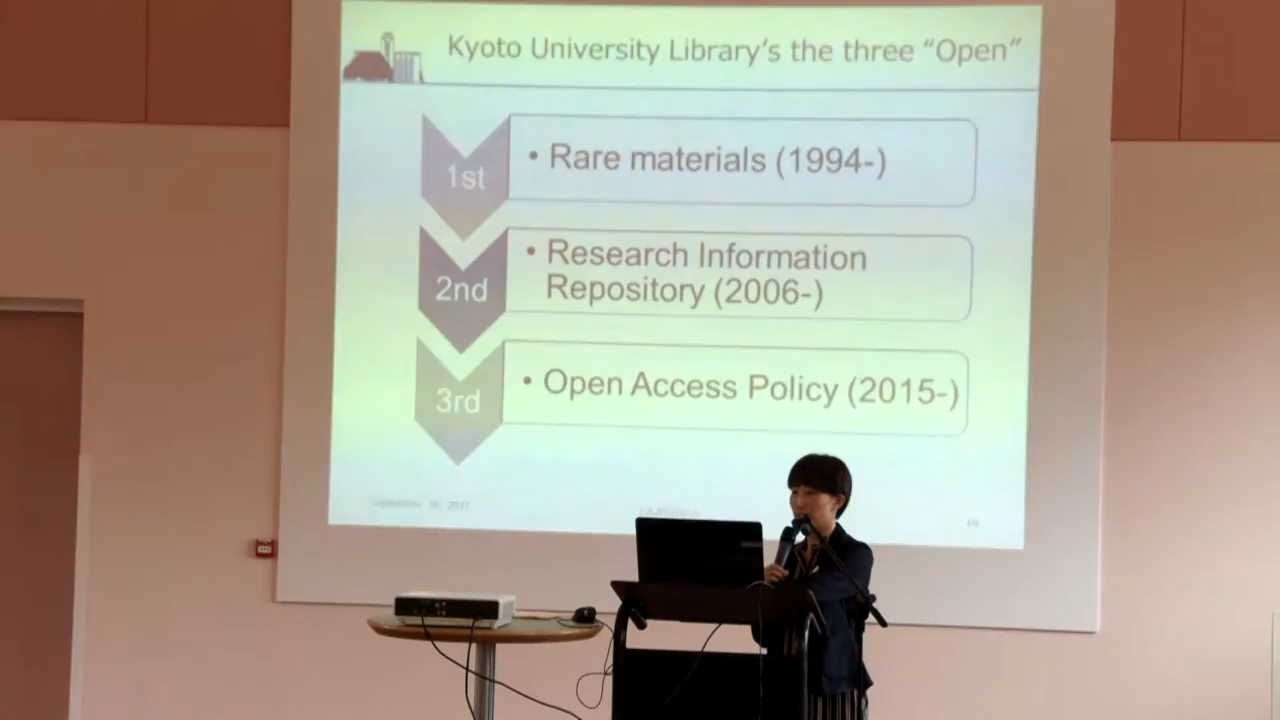 Kyoto University Library's the three “Open”
1st
• Rare materials (1994-)
2nd
• Research Information
Repository (2006-)
3rd
• Open Access Policy (2015-)